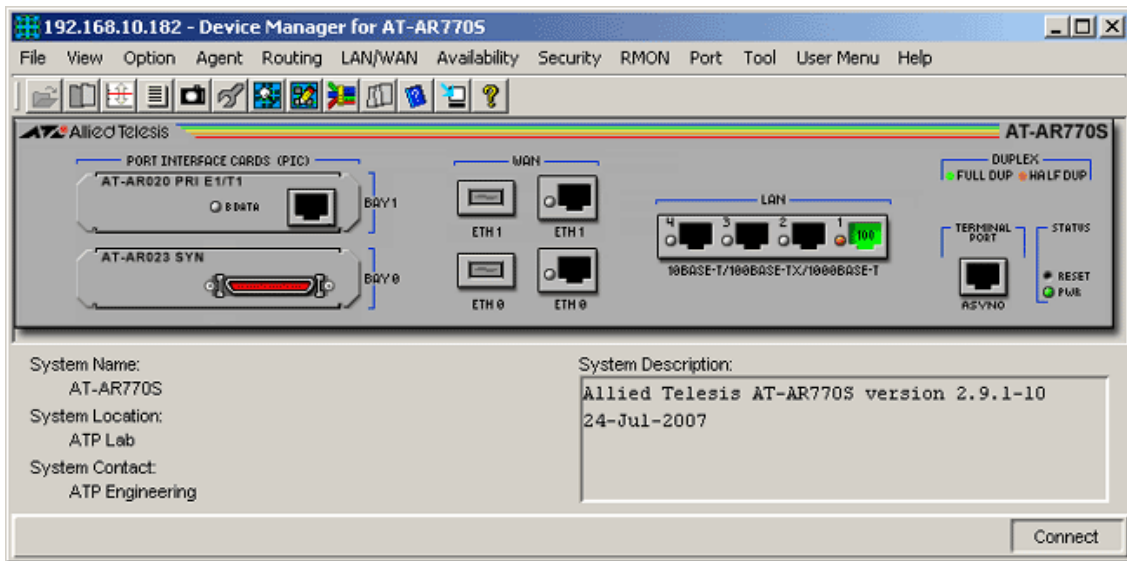 192.168.10.182 - Device Manager for AT-AR770S
File View Option Agent Routing LAN/WAN Availability Security RMON Port Tool User Menu Help
Allied Telesis
AT-AR770S
PORT INTERFACE CARDS (PIC)
WAN
DUPLEX
FULL DUP HALF DUP
AT-AR020 PRI E1/T1
B DATA
BAY 1
ETH 1
ETH 1
LAN
4 3 2 1
100
10BASE-T/100BASE-TX/1000BASE-T
TERMINAL PORT
STATUS
AT-AR023 SYN
BAY 0
ETH 0
ETH 0
ASYN0
RESET
PWR
System Name:
AT-AR770S
System Location:
ATP Lab
System Contact:
ATP Engineering
System Description:
Allied Telesis AT-AR770S version 2.9.1-10
24-Jul-2007
Connect